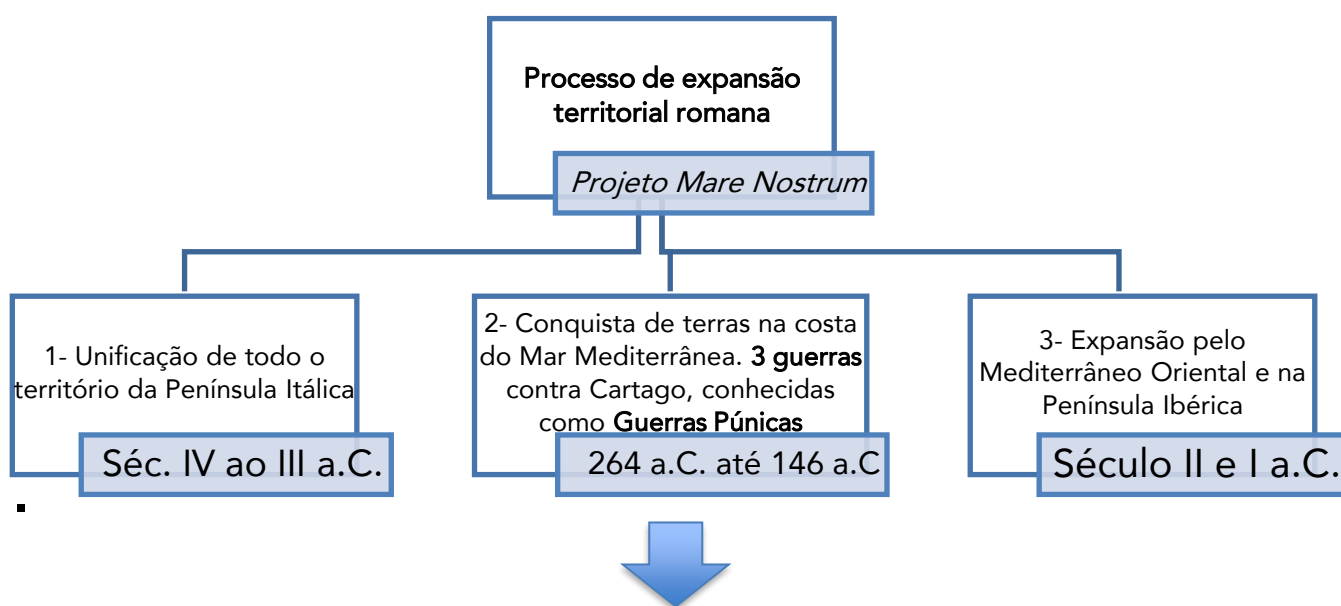 Processo de expansão
territorial romana
Projeto Mare Nostrum
1- Unificação de todo o
território da Península Itálica
Séc. IV ao III a.C.
2- Conquista de terras na costa
do Mar Mediterrânea. 3 guerras
contra Cartago, conhecidas
como Guerras Púnicas
264 a.C. até 146 a.C
3- Expansão pelo
Mediterrâneo Oriental e na
Península Ibérica
Século II e I a.C.